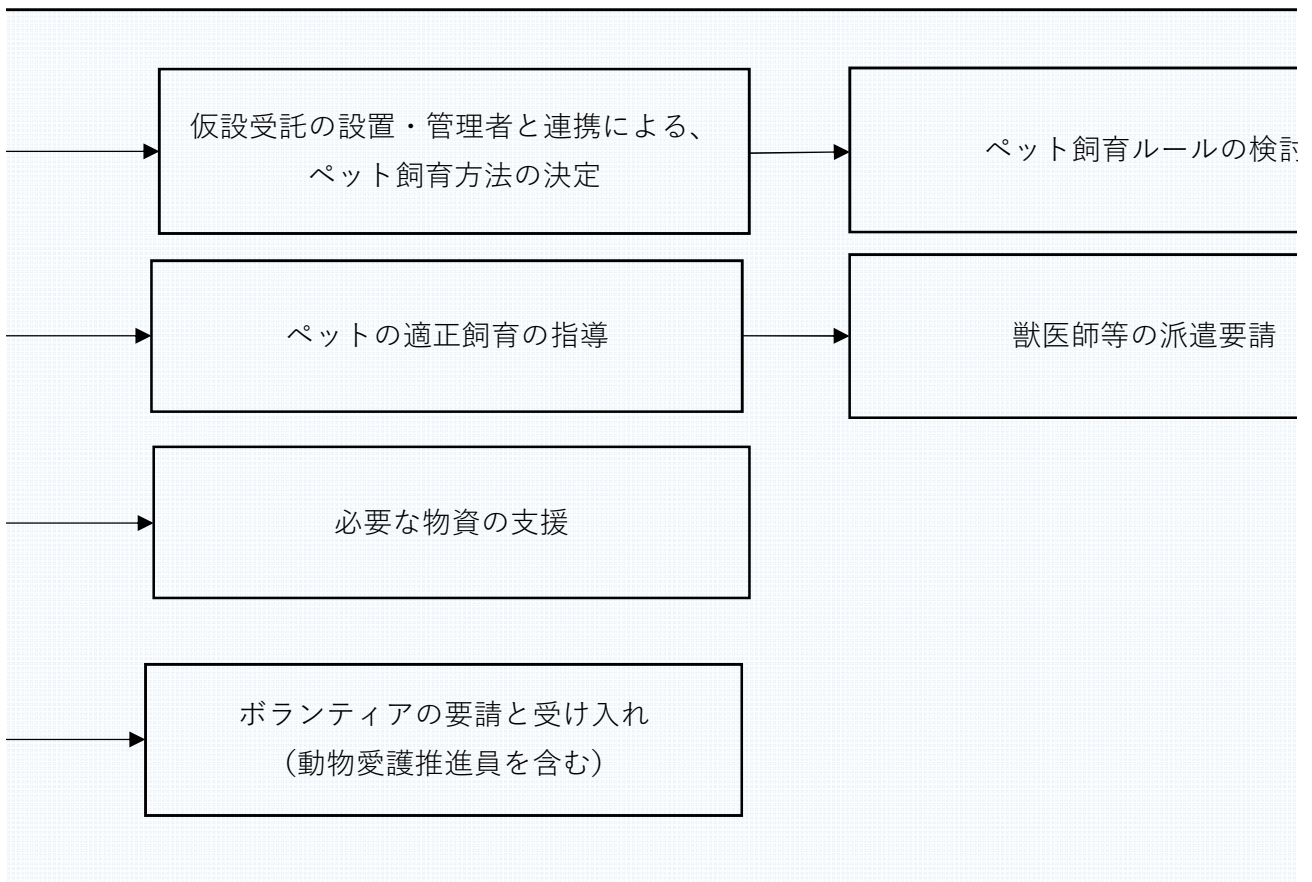 仮設受託の設置・管理者と連携による、
ペット飼育方法の決定
ペット飼育ルールの検討
ペットの適正飼育の指導
獣医師等の派遣要請
必要な物資の支援
ボランティアの要請と受け入れ
（動物愛護推進員を含む）